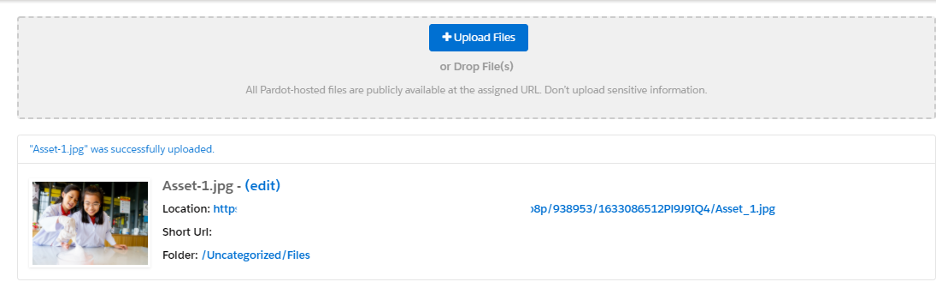 + Upload Files
or Drop File(s)
All Pardot-hosted files are publicly available at the assigned URL. Don't upload sensitive information.
"Asset-1.jpg" was successfully uploaded.
Asset-1.jpg - (edit)
Location: http: 8p/938953/1633086512PI9J9IQ4/Asset_1.jpg
Short Url:
Folder: /Uncategorized/Files